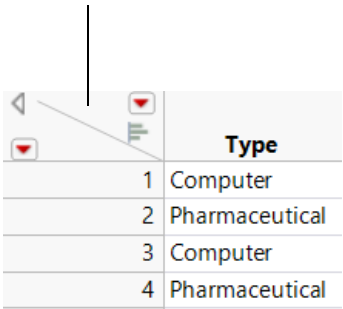 Type
1 Computer
2 Pharmaceutical
3 Computer
4 Pharmaceutical